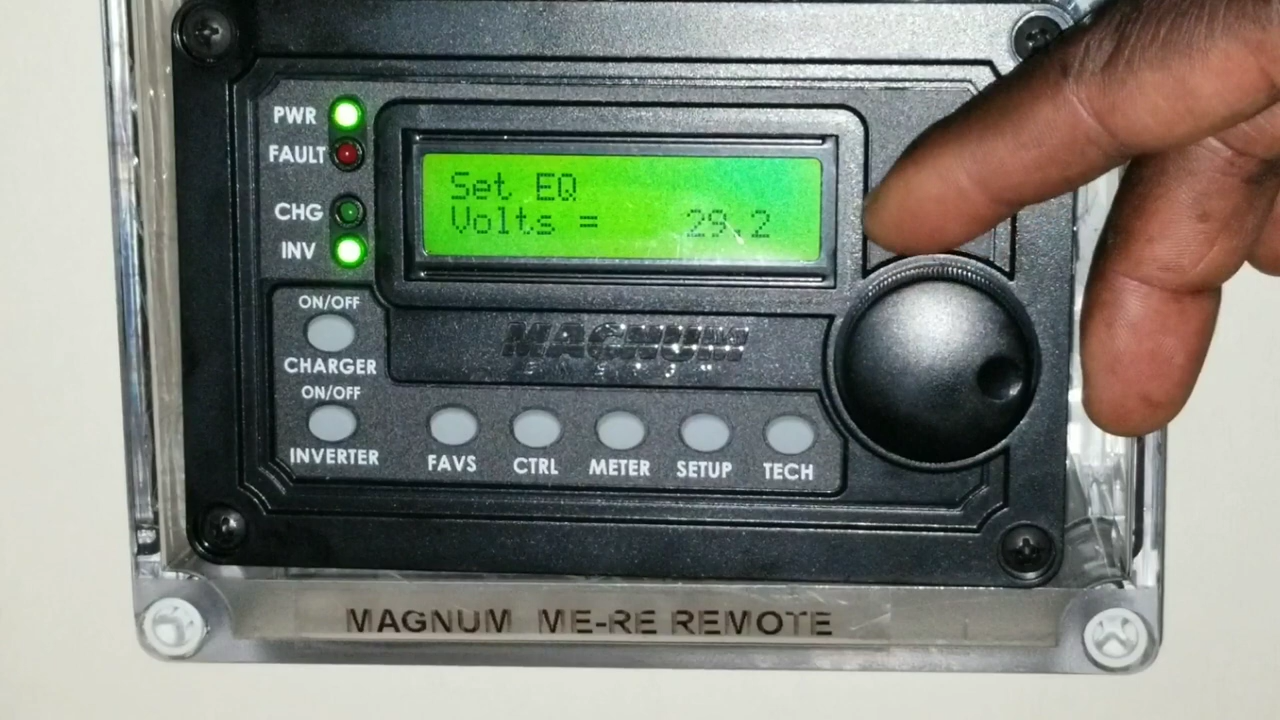 PWR
FAULT
CHG
INV
Set EQ
Volts = 29.2
ON/OFF
CHARGER
ON/OFF
INVERTER
MAGNUM
FAVS CTRL METER SETUP TECH
MAGNUM ME-RE REMOTE